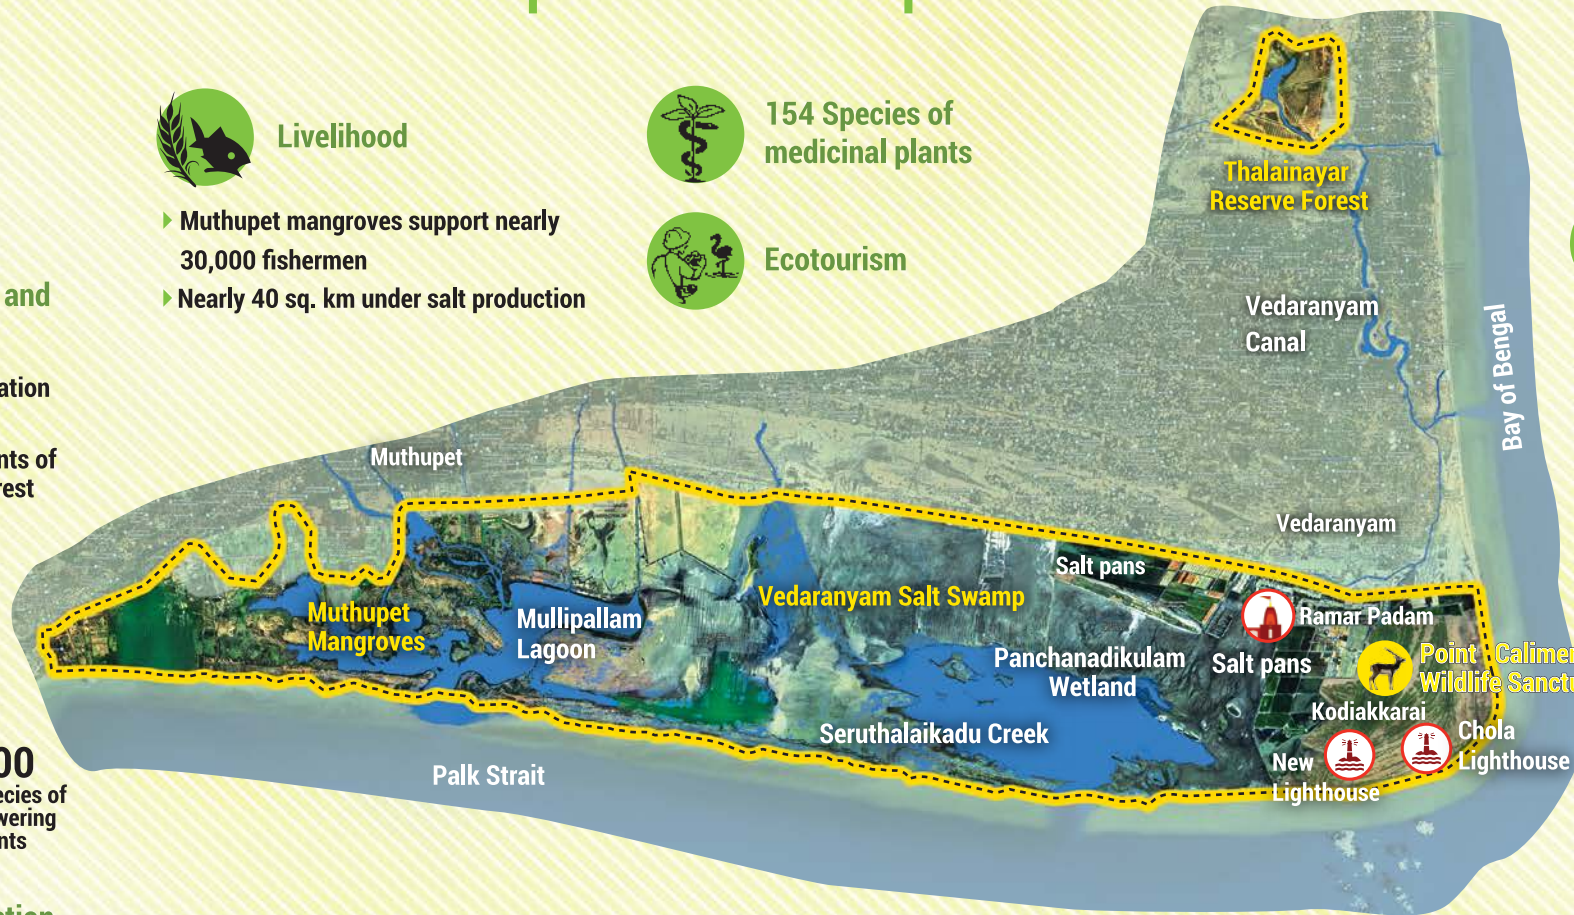 Livelihood
Muthupet mangroves support nearly
30,000 fishermen
Nearly 40 sq. km under salt production
154 Species of
medicinal plants
Ecotourism
and
Thalainayar
Reserve Forest
Vedaranyam
Canal
Bay of Bengal
Muthupet
Vedaranyam
Salt pans
Muthupet
Mangroves
Mullipallam
Lagoon
Vedaranyam Salt Swamp
Ramar Padam
Panchanadikulam
Wetland
Salt pans
Point Calimer
Wildlife Sanctu
Kodiakkarai
Seruthalaikadu Creek
Chola
Lighthouse
New
Lighthouse
Palk Strait
00
ecies of
wering
nts
ation
nts of
rest